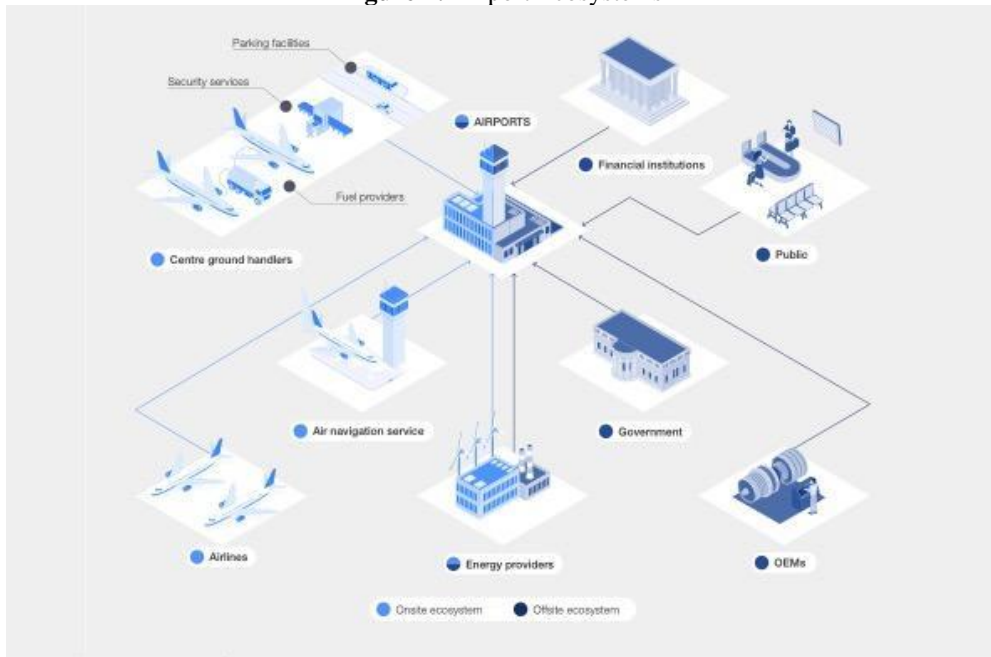 Parking facilities
Security services
AIRPORTS
Financial institutions
Fuel providers
Centre ground handlers
Public
Air navigation service
Government
Airlines
Energy providers
OEMs
Onsite ecosystem
Offsite ecosystem